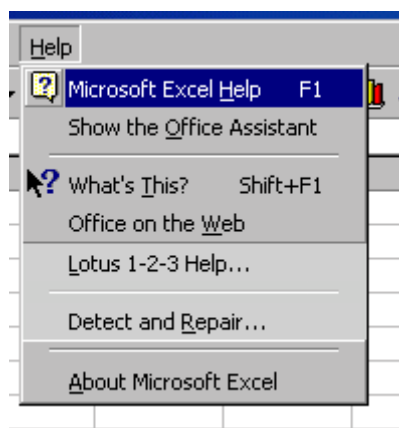 Help
Microsoft Excel Help F1
Show the Office Assistant
What's This? Shift+F1
Office on the Web
Lotus 1-2-3 Help...
Detect and Repair...
About Microsoft Excel